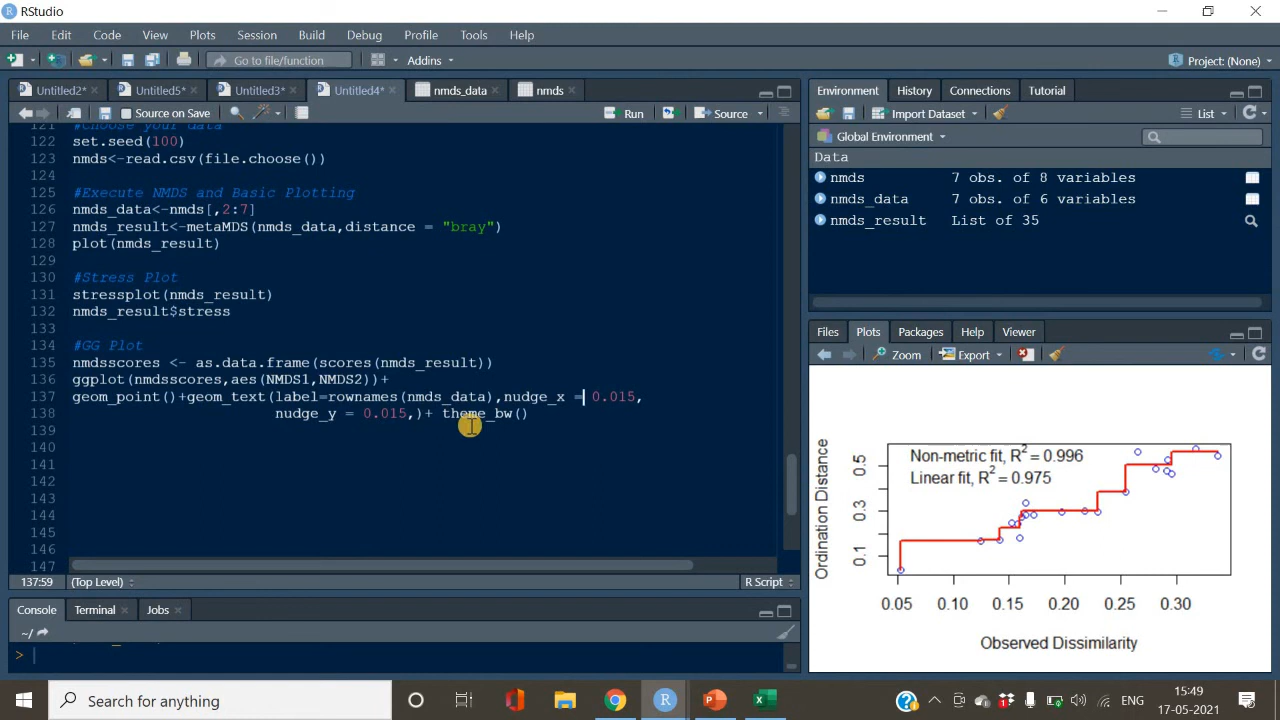 RStudio
File Edit Code View Plots Session Build Debug Profile Tools Help
Go to file/function Addins Project: (None)
Untitled2* Untitled5* Untitled3* Untitled4* nmds_data nmds
Source on Save Run Source
121 #choose your data
122 set.seed(100)
123 nmds<-read.csv(file.choose())
124
125 #Execute NMDS and Basic Plotting
126 nmds_data<-nmds[,2:7]
127 nmds_result<-metaMDS(nmds_data,distance = "bray")
128 plot(nmds_result)
129
130 #Stress Plot
131 stressplot(nmds_result)
132 nmds_result$stress
133
134 #GG Plot
135 nmdsscores <- as.data.frame(scores(nmds_result))
136 ggplot(nmdsscores,aes(NMDS1,NMDS2))+
137 geom_point()+geom_text(label=rownames(nmds_data),nudge_x = 0.015,
138 nudge_y = 0.015,)+ theme_bw()
139
140
141
142
143
144
145
146
147
137:59 (Top Level) R Script
Console Terminal Jobs
~/
>
Environment History Connections Tutorial
Import Dataset List
Global Environment
Data
nmds 7 obs. of 8 variables
nmds_data 7 obs. of 6 variables
nmds_result List of 35
Files Plots Packages Help Viewer
Zoom Export
Non-metric fit, R2 = 0.996
Linear fit, R2 = 0.975
Ordination Distance
0.1 0.3 0.5
0.05 0.10 0.15 0.20 0.25 0.30
Observed Dissimilarity
Search for anything
ENG
15:49
17-05-2021